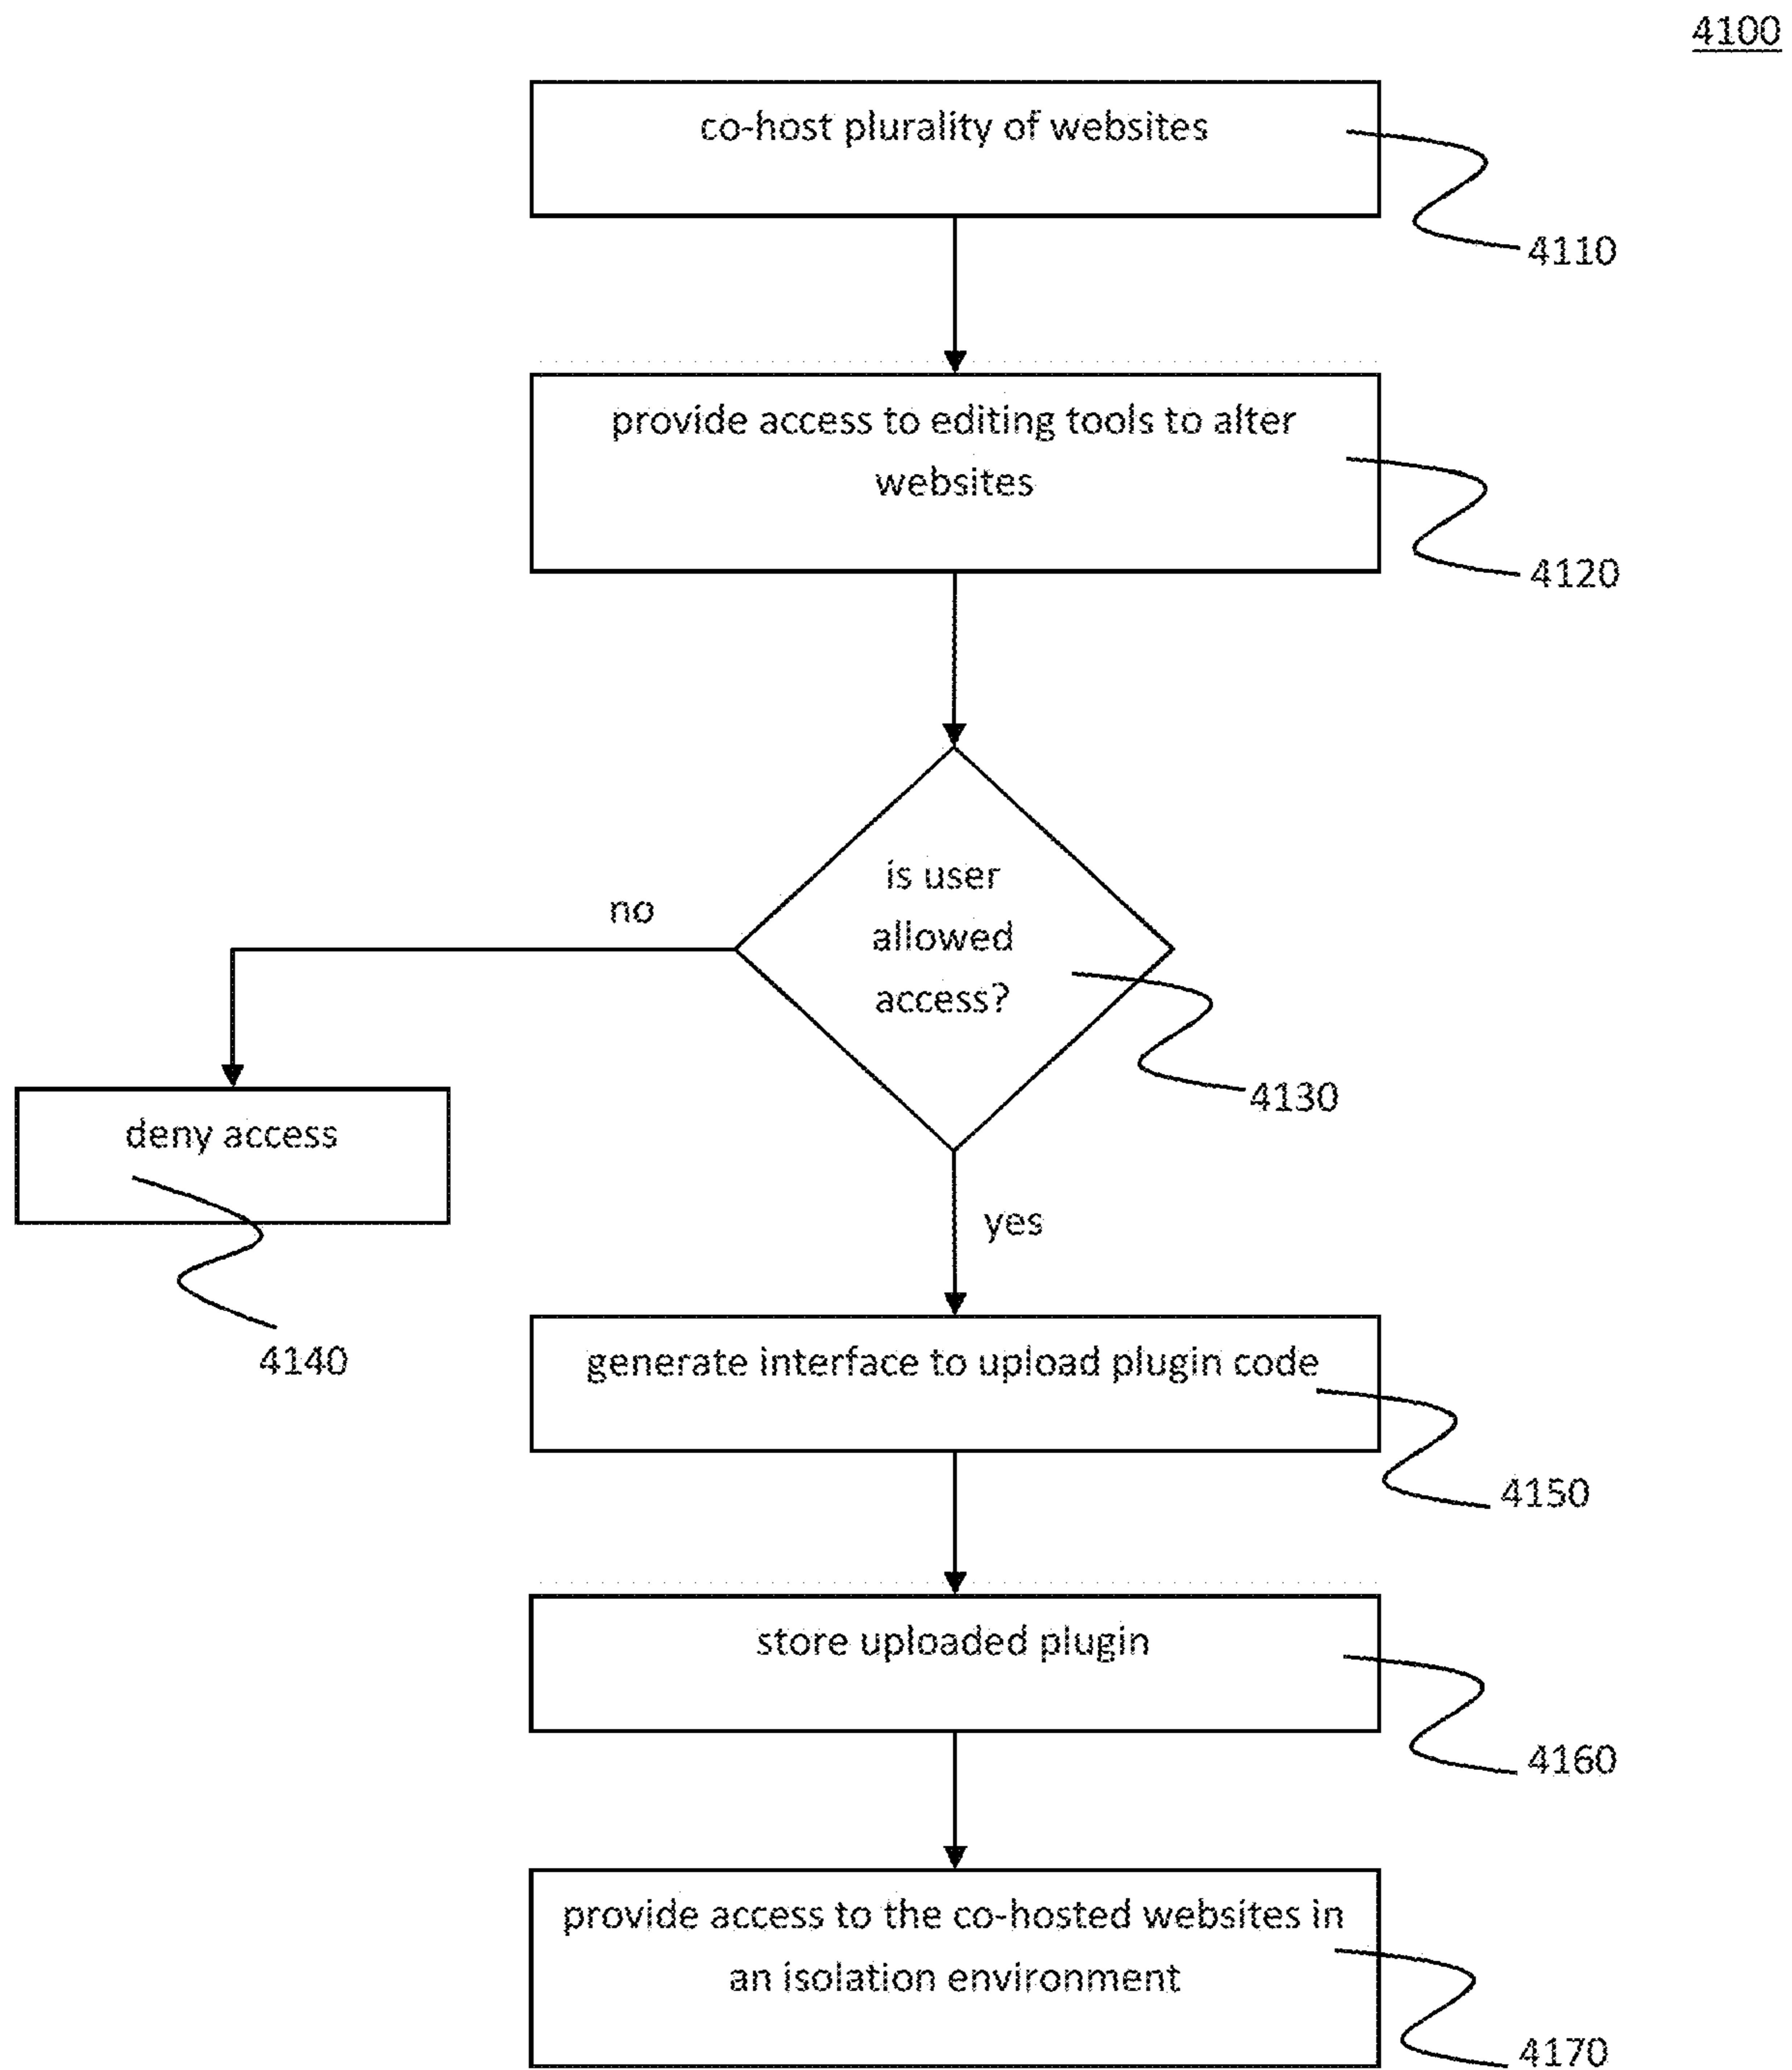 4100
co-host plurality of websites
4110
provide access to editing tools to alter
websites
4120
is user
allowed
access?
no
4130
deny access
yes
4140
generate interface to upload plugin code
4150
store uploaded plugin
4160
provide access to the co-hosted websites in
an isolation environment
4170